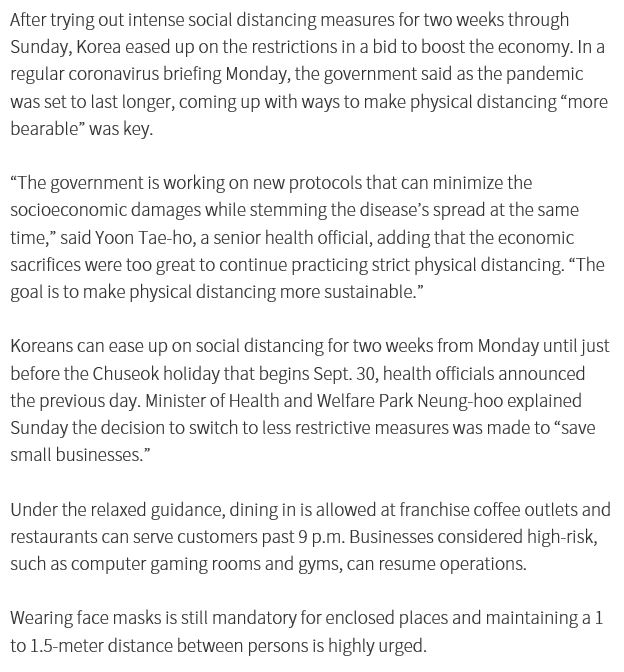 After trying out intense social distancing measures for two weeks through
Sunday, Korea eased up on the restrictions in a bid to boost the economy. In a
regular coronavirus briefing Monday, the government said as the pandemic
was set to last longer, coming up with ways to make physical distancing “more
bearable” was key.
“The government is working on new protocols that can minimize the
socioeconomic damages while stemming the disease’s spread at the same
time,” said Yoon Tae-ho, a senior health official, adding that the economic
sacrifices were too great to continue practicing strict physical distancing. “The
goal is to make physical distancing more sustainable.”
Koreans can ease up on social distancing for two weeks from Monday until just
before the Chuseok holiday that begins Sept. 30, health officials announced
the previous day. Minister of Health and Welfare Park Neung-hoo explained
Sunday the decision to switch to less restrictive measures was made to “save
small businesses.”
Under the relaxed guidance, dining in is allowed at franchise coffee outlets and
restaurants can serve customers past 9 p.m. Businesses considered high-risk,
such as computer gaming rooms and gyms, can resume operations.
Wearing face masks is still mandatory for enclosed places and maintaining a 1
to 1.5-meter distance between persons is highly urged.